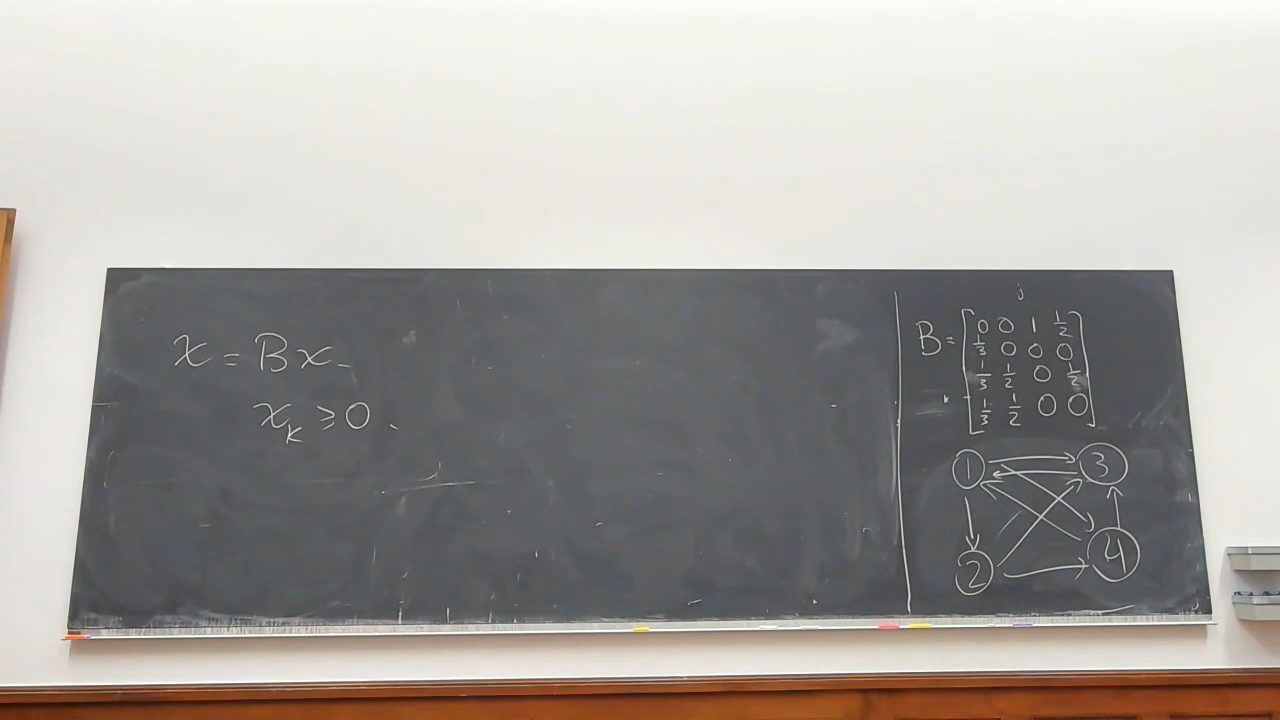 x = Bx
x_k ≥ 0.
j
B = [0 0 1 1/2
1/3 0 0 0
1/3 1/2 0 1/2
k 1/3 1/2 0 0]
1 3
2 4